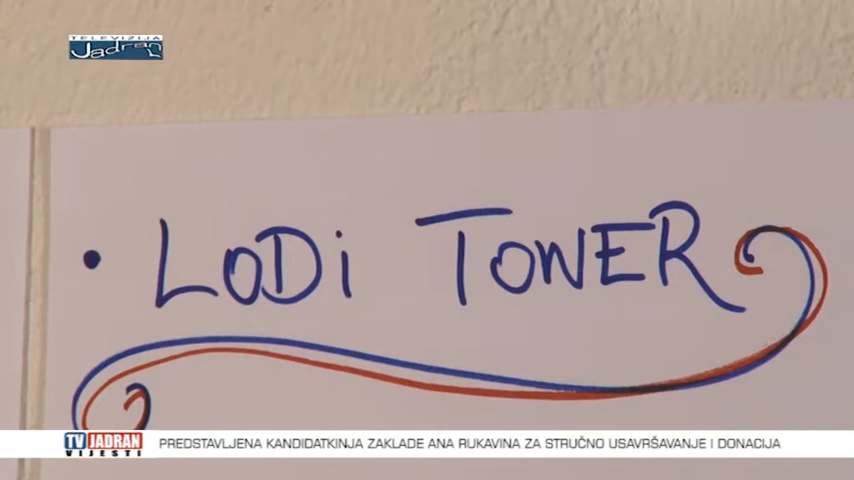 TELEVIZIJA
Jadran
• LODi TOWER
TV JADRAN
VIJESTI
PREDSTAVLJENA KANDIDATKINJA ZAKLADE ANA RUKAVINA ZA STRUČNO USAVRŠAVANJE I DONACIJA